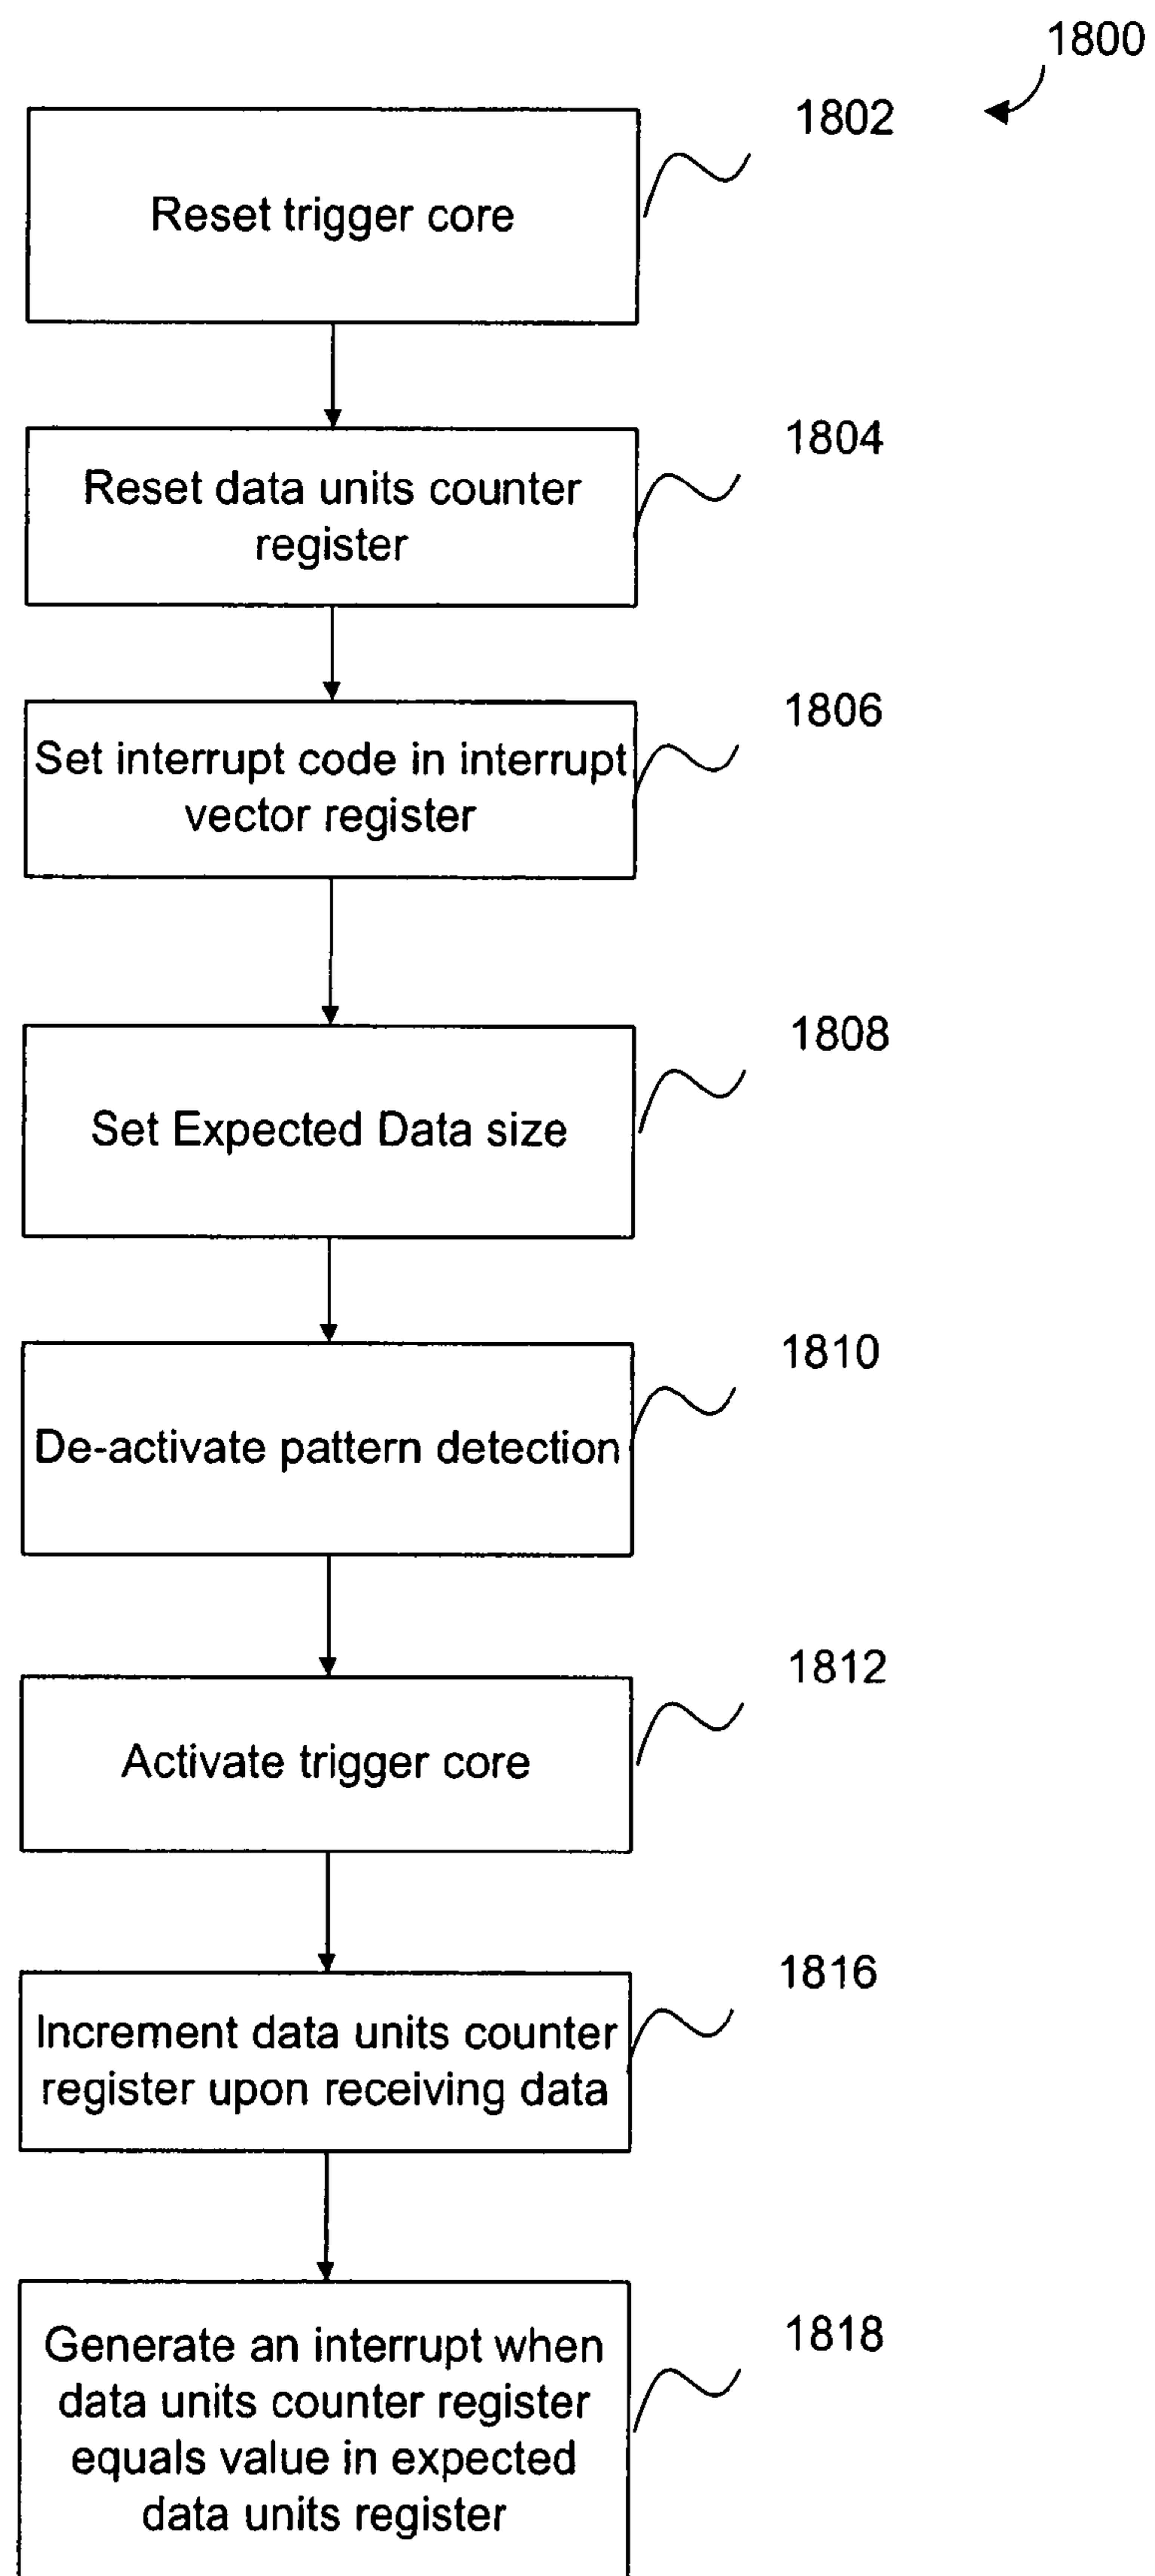 1800
1802
Reset trigger core
1804
Reset data units counter
register
1806
Set interrupt code in interrupt
vector register
1808
Set Expected Data size
1810
De-activate pattern detection
1812
Activate trigger core
1816
Increment data units counter
register upon receiving data
1818
Generate an interrupt when
data units counter register
equals value in expected
data units register